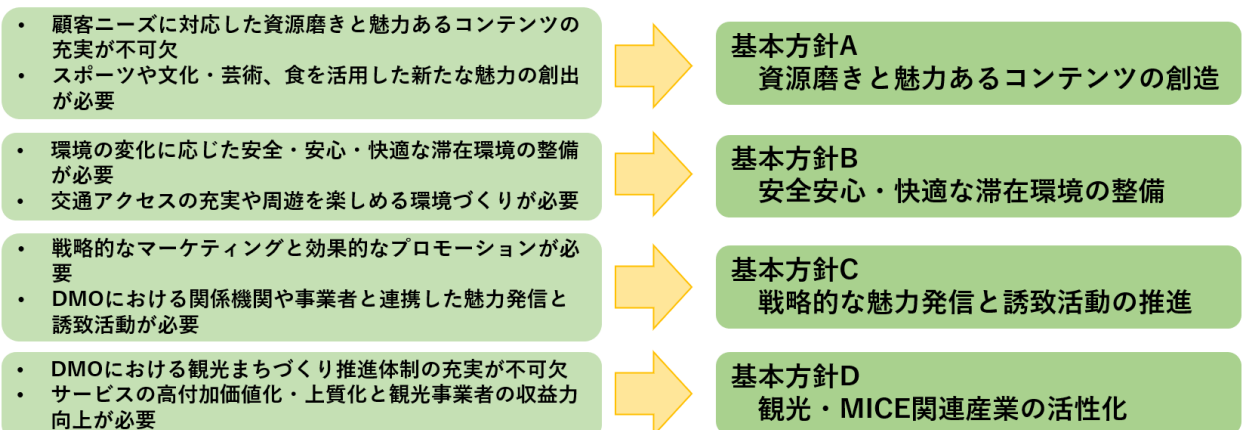 • 顧客ニーズに対応した資源磨きと魅力あるコンテンツの
充実が不可欠
• スポーツや文化・芸術、食を活用した新たな魅力の創出
が必要
基本方針A
資源磨きと魅力あるコンテンツの創造
• 環境の変化に応じた安全・安心・快適な滞在環境の整備
が必要
• 交通アクセスの充実や周遊を楽しめる環境づくりが必要
基本方針B
安全安心・快適な滞在環境の整備
• 戦略的なマーケティングと効果的なプロモーションが必
要
• DMOにおける関係機関や事業者と連携した魅力発信と
誘致活動が必要
基本方針C
戦略的な魅力発信と誘致活動の推進
• DMOにおける観光まちづくり推進体制の充実が不可欠
• サービスの高付加価値化・上質化と観光事業者の収益力
向上が必要
基本方針D
観光・MICE関連産業の活性化